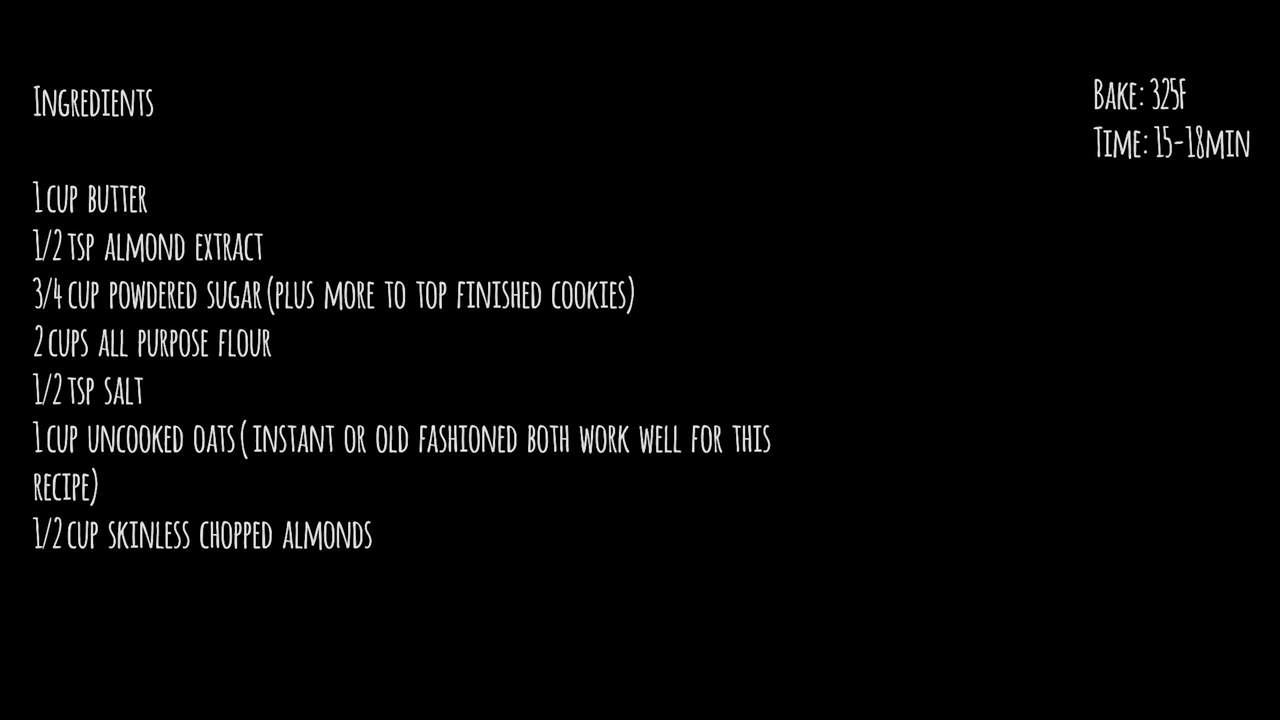 Ingredients
Bake: 325F
Time: 15-18min
1 cup butter
1/2 tsp almond extract
3/4 cup powdered sugar (plus more to top finished cookies)
2 cups all purpose flour
1/2 tsp salt
1 cup uncooked oats ( instant or old fashioned both work well for this
recipe)
1/2 cup skinless chopped almonds